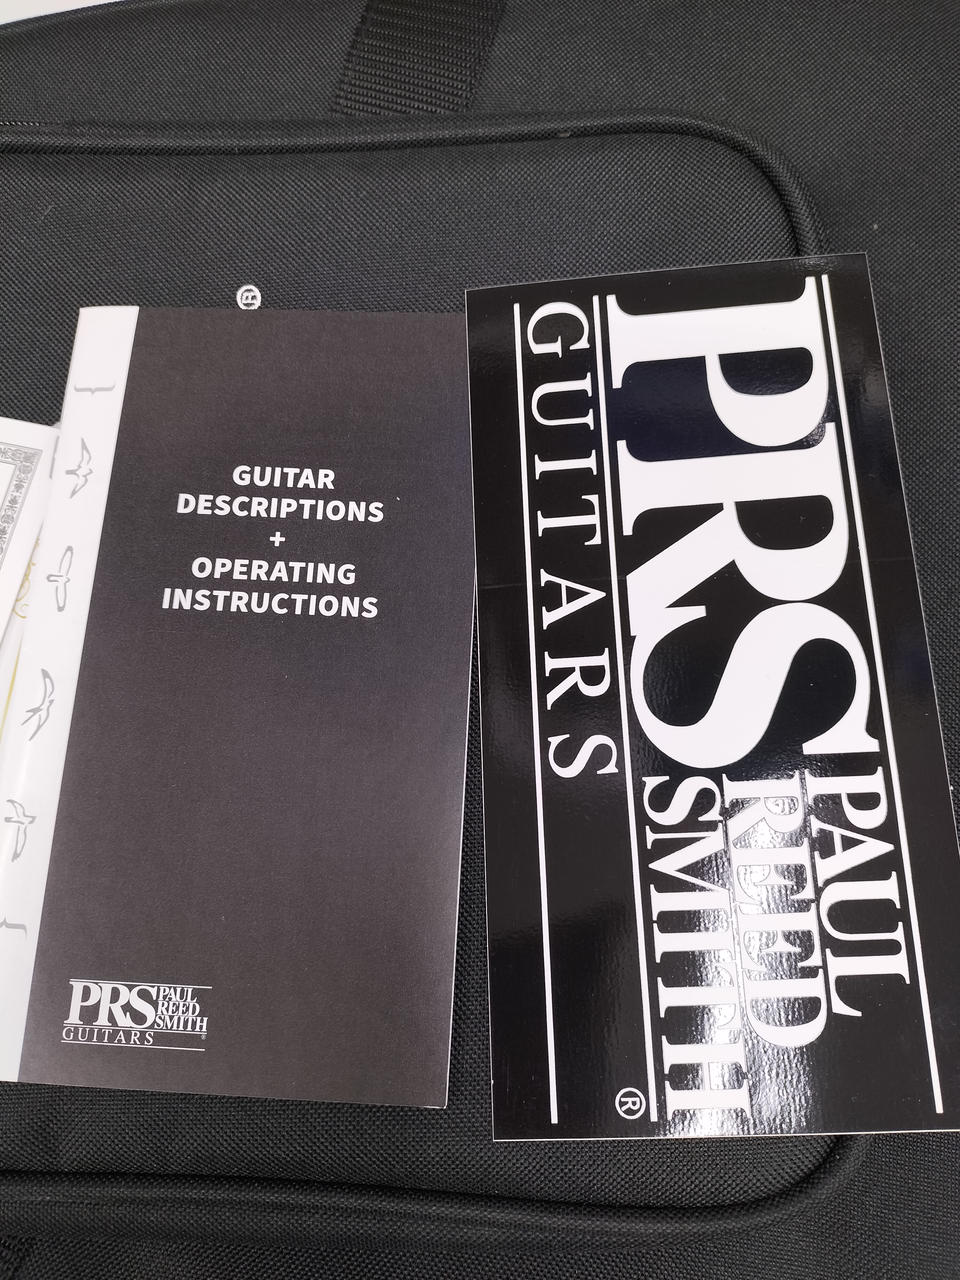 ®
GUITAR
DESCRIPTIONS
+
OPERATING
INSTRUCTIONS
PRS PAUL
REED
SMITH
GUITARS
®
PRS PAUL
REED
SMITH
GUITARS
®